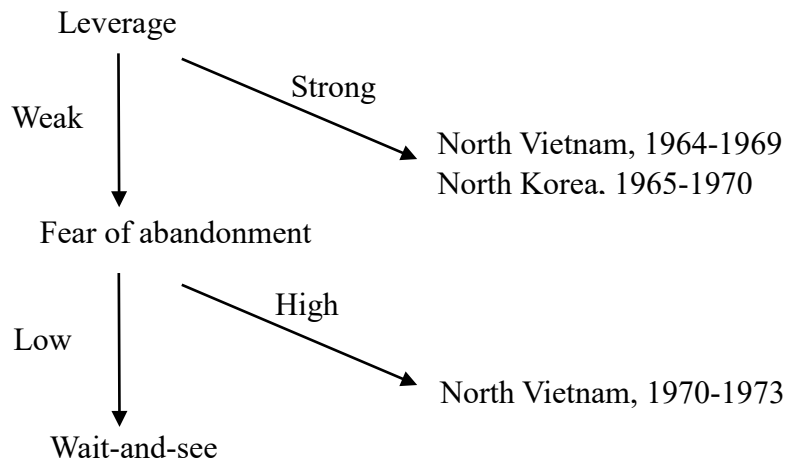 Leverage
Strong
Weak
North Vietnam, 1964-1969
North Korea, 1965-1970
Fear of abandonment
High
Low
North Vietnam, 1970-1973
Wait-and-see